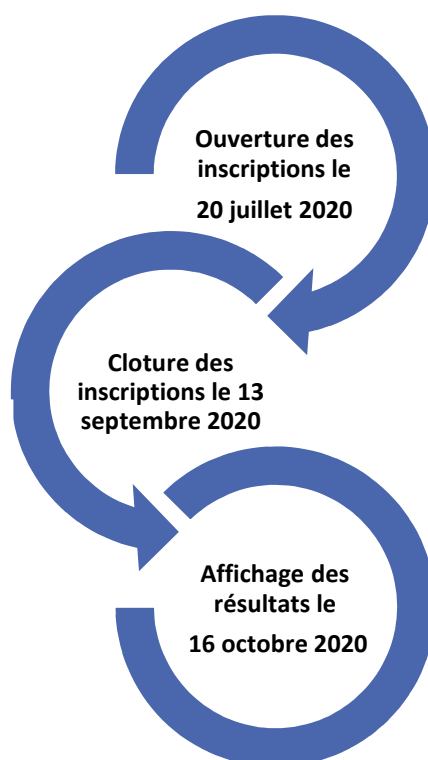 Ouverture des
inscriptions le
20 juillet 2020
Cloture des
inscriptions le 13
septembre 2020
Affichage des
résultats le
16 octobre 2020